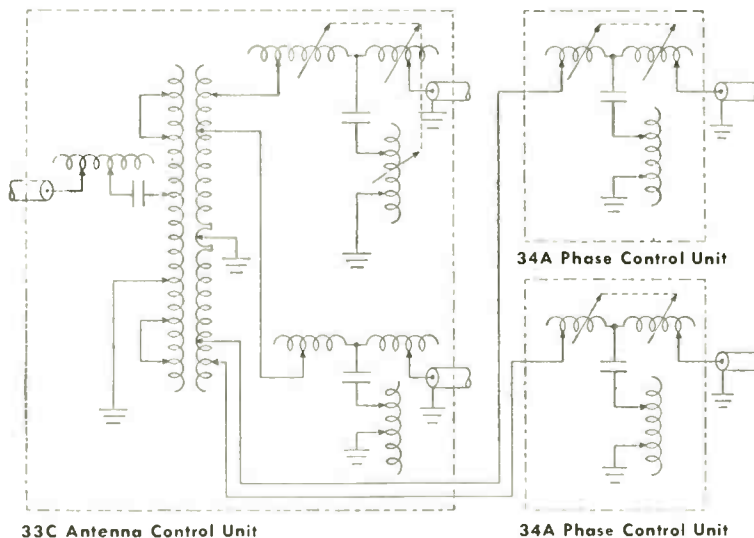 34A Phase Control Unit
33C Antenna Control Unit
34A Phase Control Unit